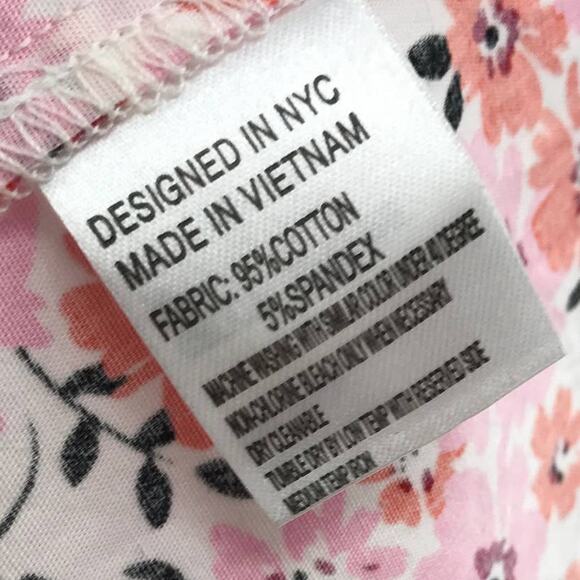 DESIGNED IN NYC
MADE IN VIETNAM
FABRIC: 95%COTTON
5%SPANDEX
MACHINE WASHING WITH SIMILAR COLOR UNDER 40 DEGREE
NON-CHLORINE BLEACH ONLY WHEN NECESSARY
DRY CLEANABLE
TUMBLE DRY BY LOW TEMP WITH RESERVED SIDE
MEDIUM TEMP IRON